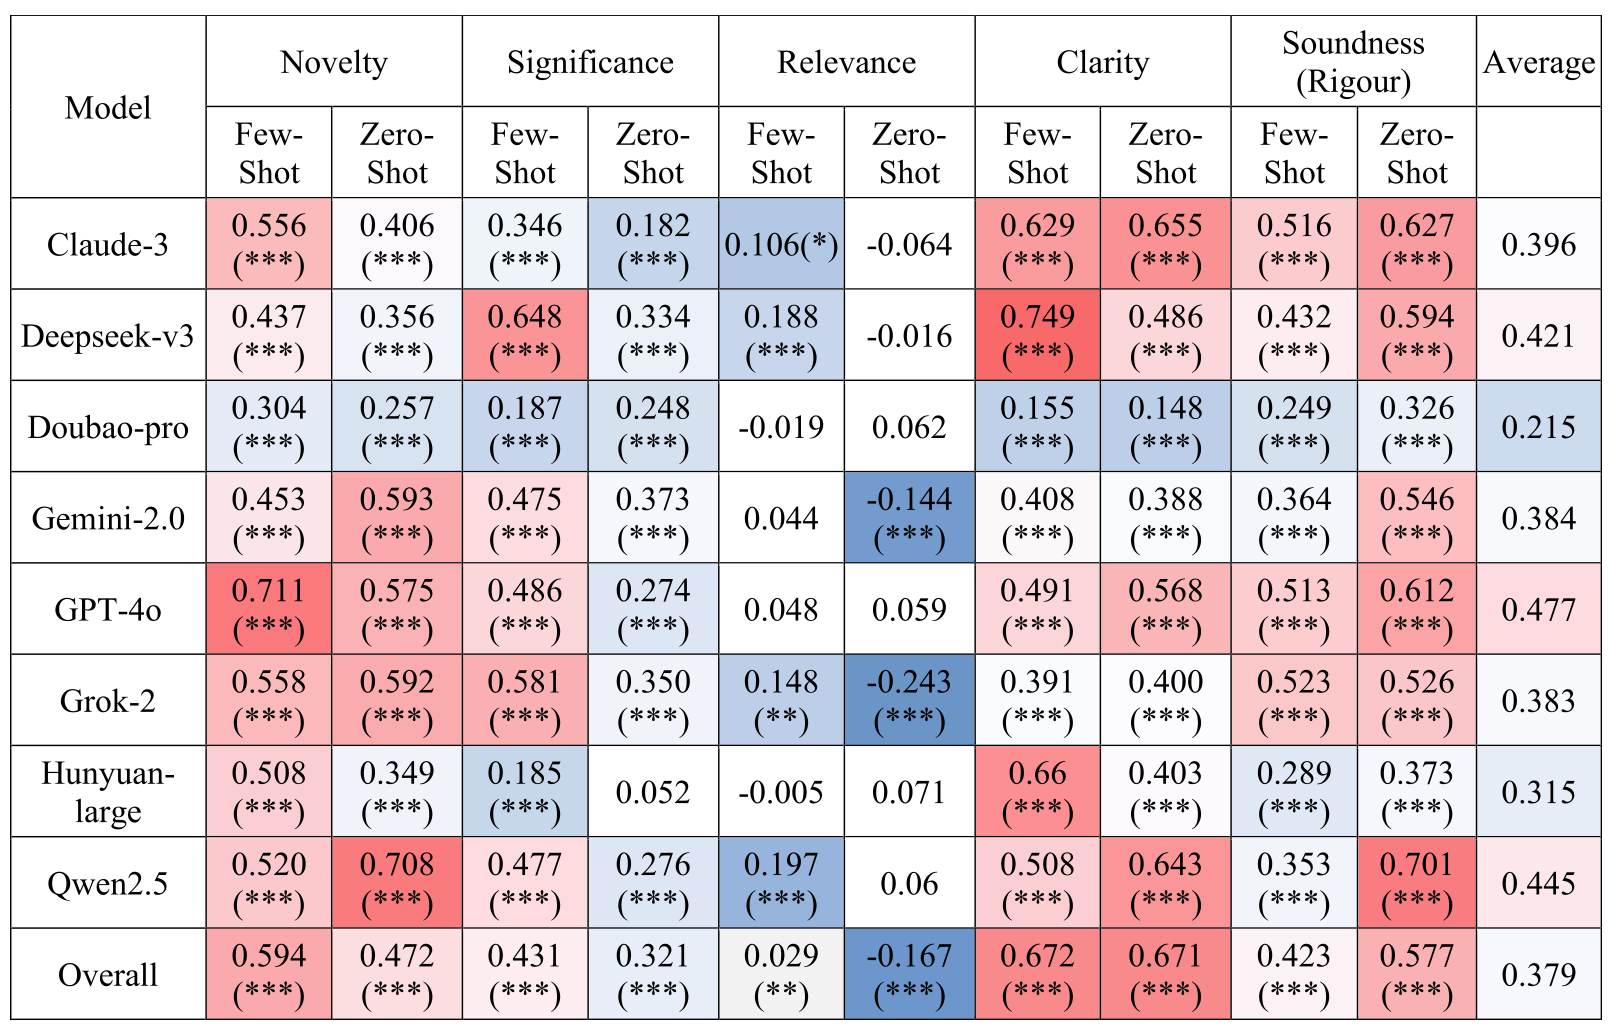 Model Novelty Significance Relevance Clarity Soundness (Rigour) Average
Few-Shot Zero-Shot Few-Shot Zero-Shot Few-Shot Zero-Shot Few-Shot Zero-Shot Few-Shot Zero-Shot
Claude-3 0.556 (***) 0.406 (***) 0.346 (***) 0.182 (***) 0.106(*) -0.064 0.629 (***) 0.655 (***) 0.516 (***) 0.627 (***) 0.396
Deepseek-v3 0.437 (***) 0.356 (***) 0.648 (***) 0.334 (***) 0.188 (***) -0.016 0.749 (***) 0.486 (***) 0.432 (***) 0.594 (***) 0.421
Doubao-pro 0.304 (***) 0.257 (***) 0.187 (***) 0.248 (***) -0.019 0.062 0.155 (***) 0.148 (***) 0.249 (***) 0.326 (***) 0.215
Gemini-2.0 0.453 (***) 0.593 (***) 0.475 (***) 0.373 (***) 0.044 -0.144 (***) 0.408 (***) 0.388 (***) 0.364 (***) 0.546 (***) 0.384
GPT-4o 0.711 (***) 0.575 (***) 0.486 (***) 0.274 (***) 0.048 0.059 0.491 (***) 0.568 (***) 0.513 (***) 0.612 (***) 0.477
Grok-2 0.558 (***) 0.592 (***) 0.581 (***) 0.350 (***) 0.148 (**) -0.243 (***) 0.391 (***) 0.400 (***) 0.523 (***) 0.526 (***) 0.383
Hunyuan-large 0.508 (***) 0.349 (***) 0.185 (***) 0.052 -0.005 0.071 0.66 (***) 0.403 (***) 0.289 (***) 0.373 (***) 0.315
Qwen2.5 0.520 (***) 0.708 (***) 0.477 (***) 0.276 (***) 0.197 (***) 0.06 0.508 (***) 0.643 (***) 0.353 (***) 0.701 (***) 0.445
Overall 0.594 (***) 0.472 (***) 0.431 (***) 0.321 (***) 0.029 (**) -0.167 (***) 0.672 (***) 0.671 (***) 0.423 (***) 0.577 (***) 0.379